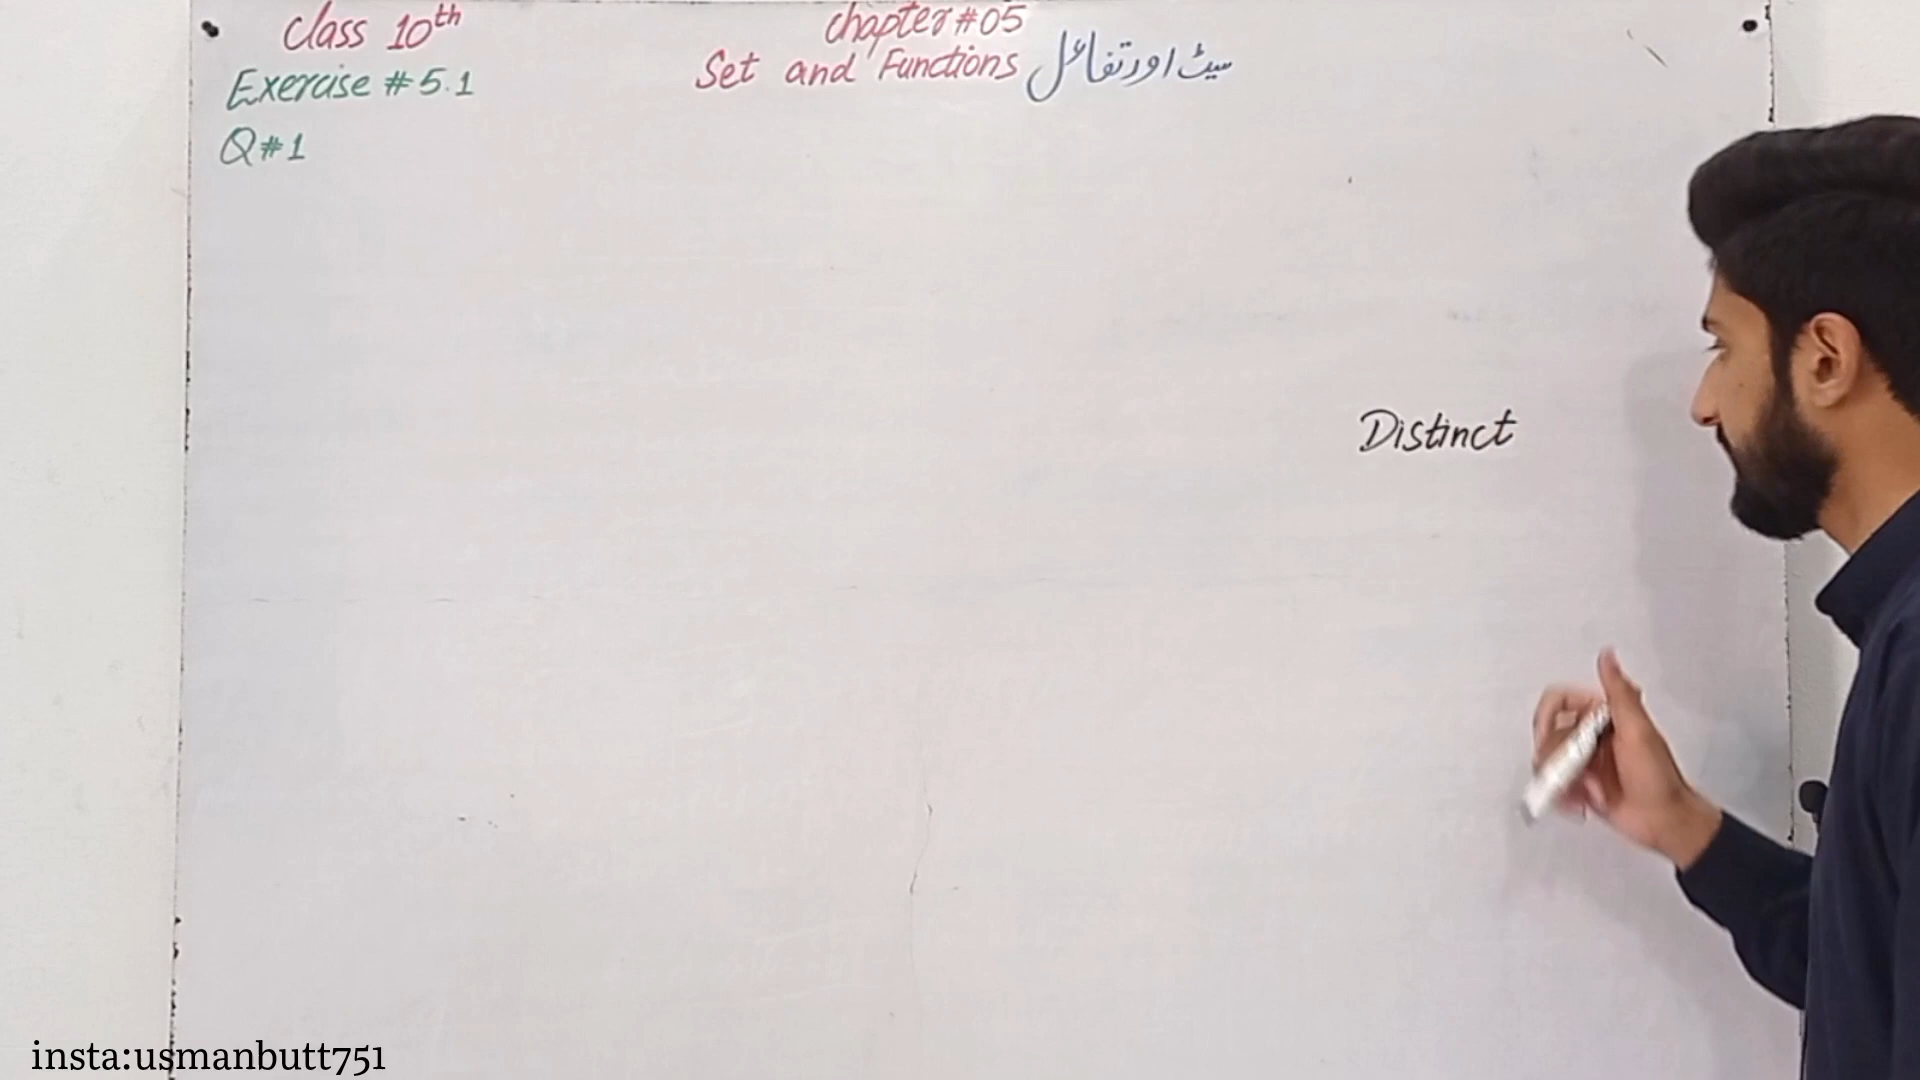 Class 10th
Chapter #05
Exercise #5.1
Set and Functions سیٹ اور تفاعل
Q#1
Distinct
insta:usmanbutt751